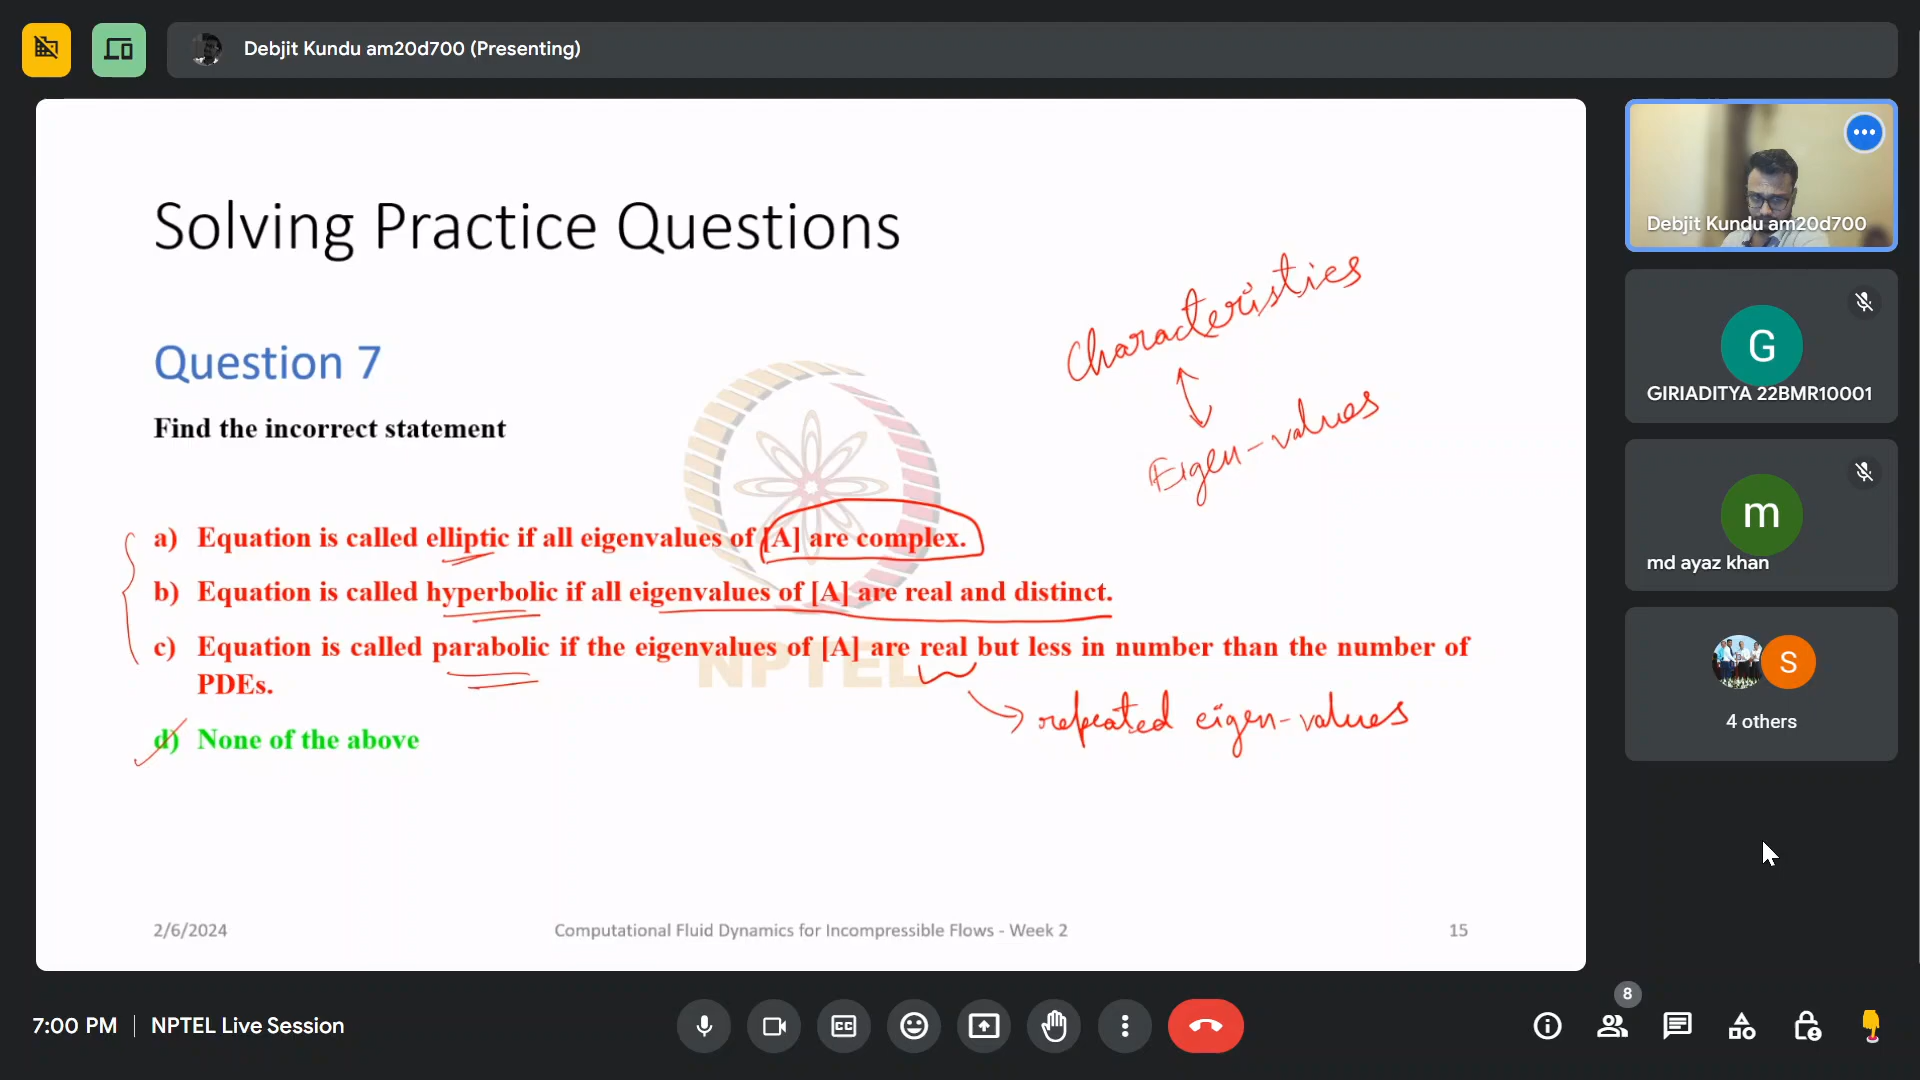 Debjit Kundu am20d700 (Presenting)
Solving Practice Questions
Characteristics
Question 7
Eigen-values
Find the incorrect statement
a) Equation is called elliptic if all eigenvalues of [A] are complex.
b) Equation is called hyperbolic if all eigenvalues of [A] are real and distinct.
c) Equation is called parabolic if the eigenvalues of [A] are real but less in number than the number of
PDEs.
repeated eigen-values
d) None of the above
NPTEL
2/6/2024
Computational Fluid Dynamics for Incompressible Flows - Week 2
15
Debjit Kundu am20d700
G
GIRIADITYA 22BMR10001
m
md ayaz khan
S
4 others
7:00 PM
NPTEL Live Session
CC
8